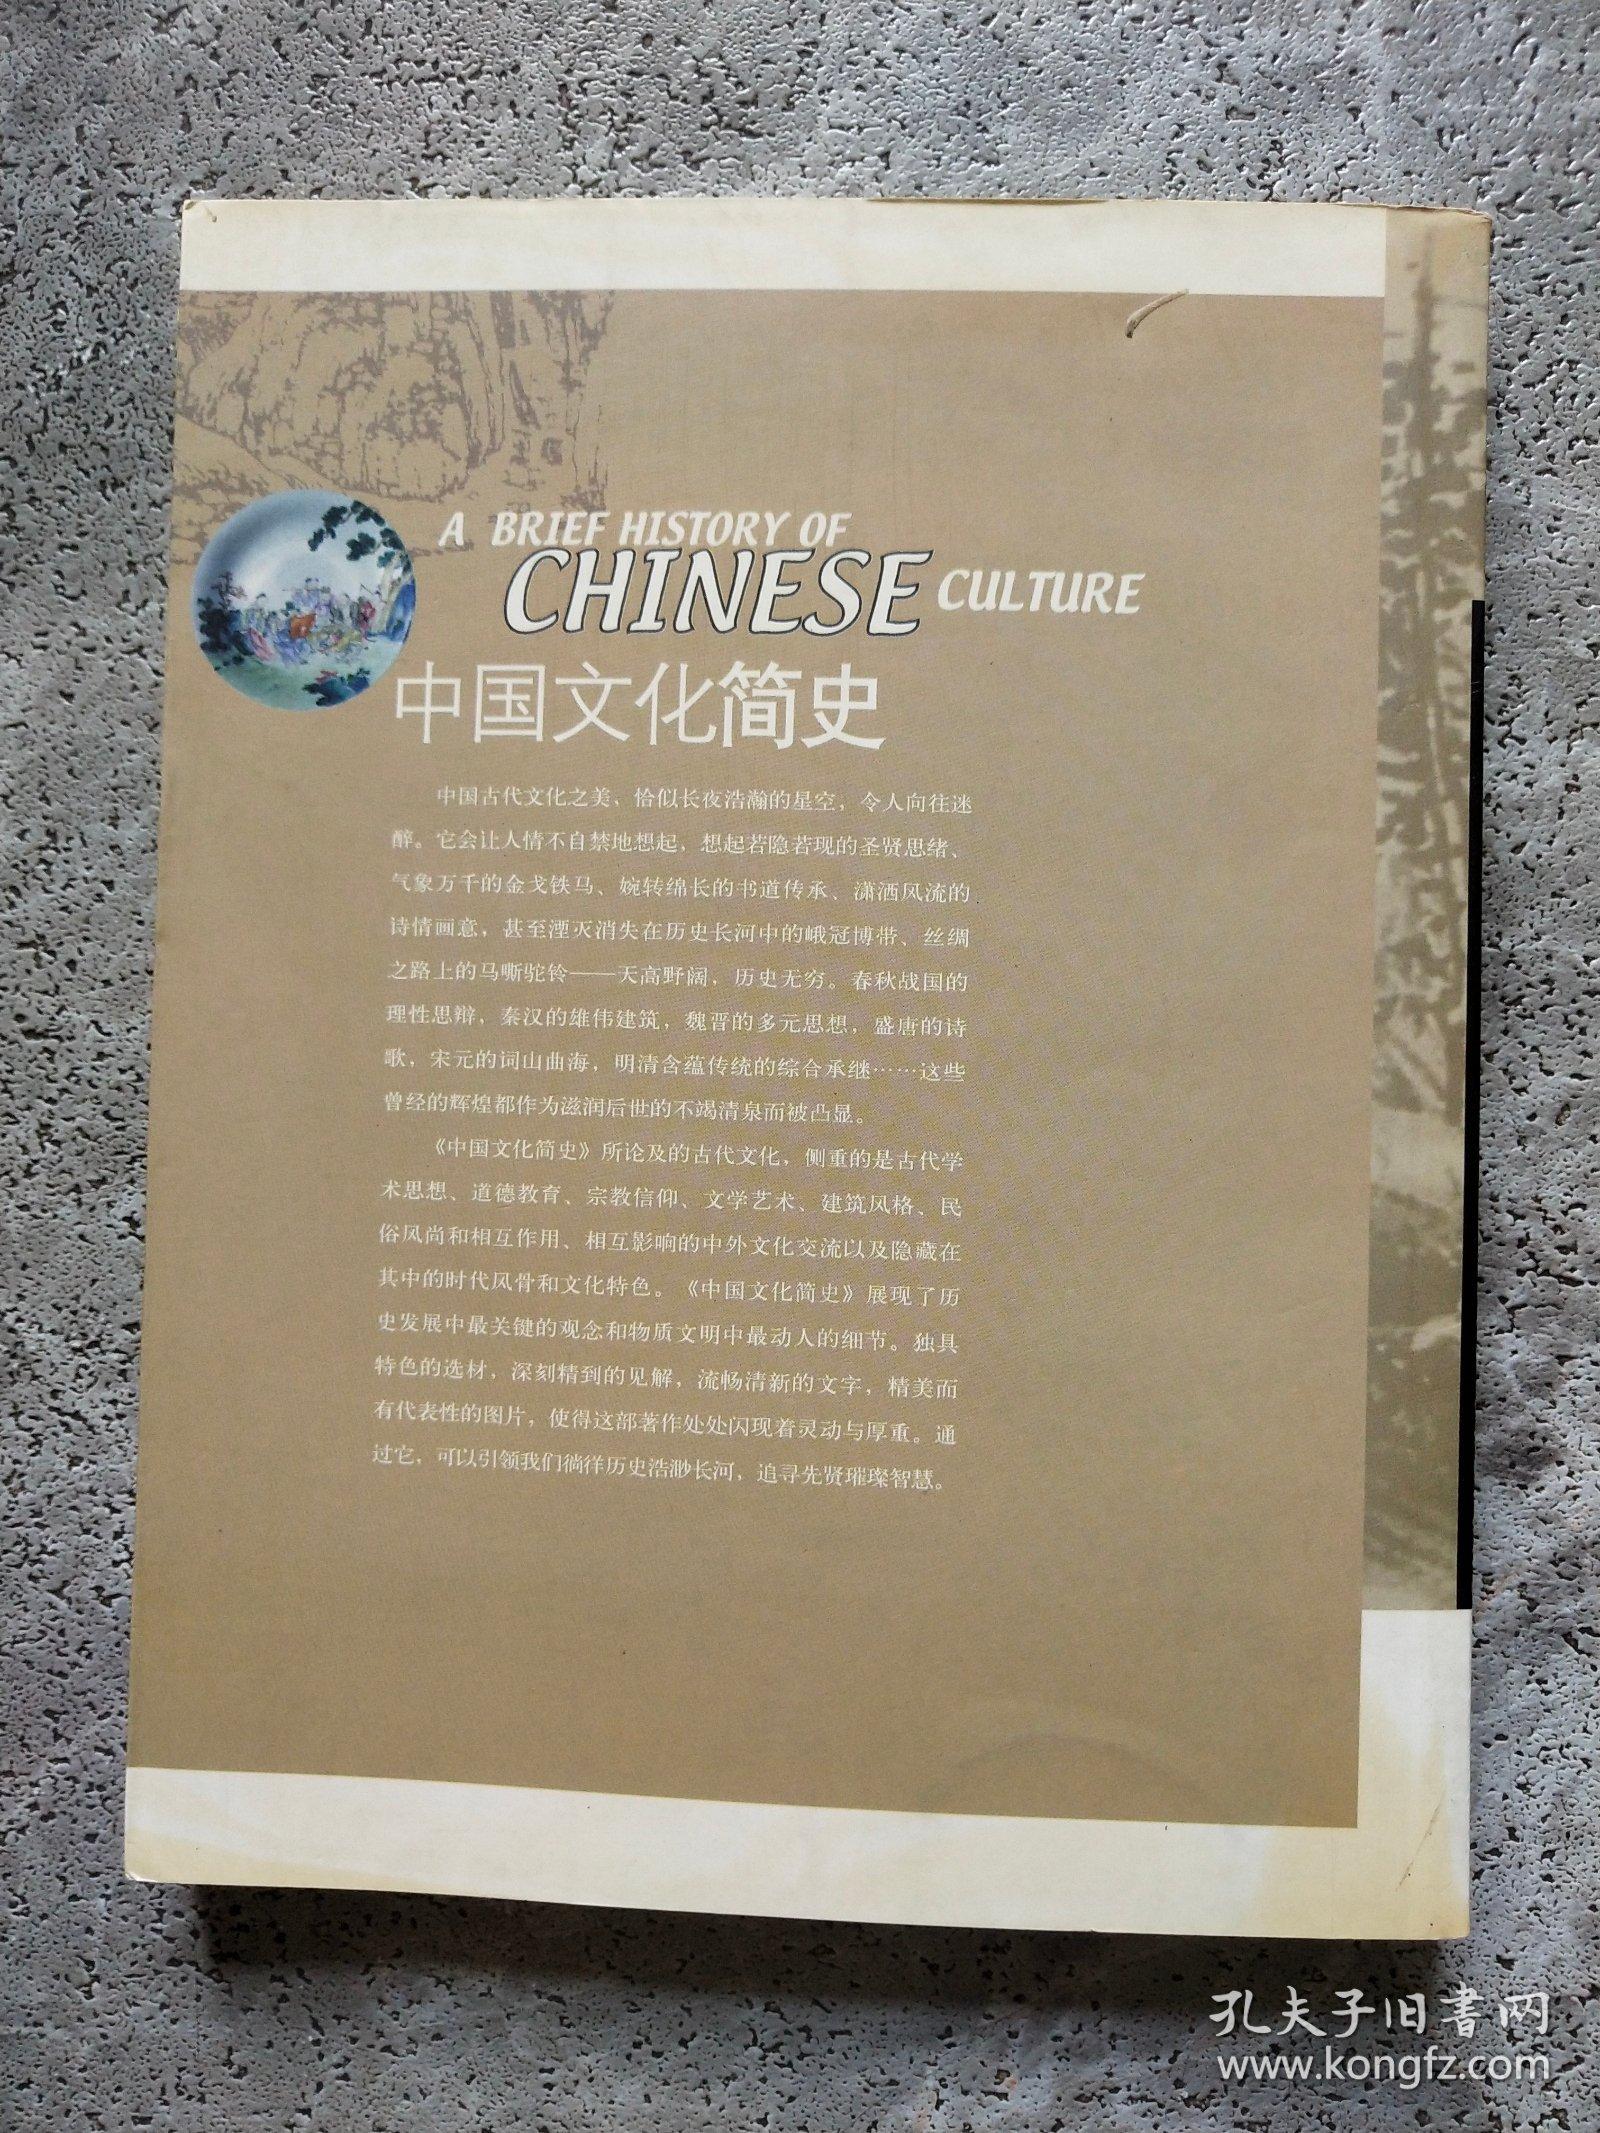 A BRIEF HISTORY OF
CHINESE CULTURE
中国文化简史
中国古代文化之美，恰似长夜浩瀚的星空，令人向往迷
醉。它会让人情不自禁地想起，想起若隐若现的圣贤思绪、
气象万千的金戈铁马、婉转绵长的书道传承、潇洒风流的
诗情画意，甚至湮灭消失在历史长河中的峨冠博带、丝绸
之路上的马嘶驼铃——天高野阔，历史无穷。春秋战国的
理性思辩，秦汉的雄伟建筑，魏晋的多元思想，盛唐的诗
歌，宋元的词山曲海，明清含蕴传统的综合承继……这些
曾经的辉煌都作为滋润后世的不竭清泉而被凸显。
《中国文化简史》所论及的古代文化，侧重的是古代学
术思想、道德教育、宗教信仰、文学艺术、建筑风格、民
俗风尚和相互作用、相互影响的中外文化交流以及隐藏在
其中的时代风骨和文化特色。《中国文化简史》展现了历
史发展中最关键的观念和物质文明中最动人的细节。独具
特色的选材，深刻精到的见解，流畅清新的文字，精美而
有代表性的图片，使得这部著作处处闪现着灵动与厚重。通
过它，可以引领我们徜徉历史浩渺长河，追寻先贤璀璨智慧。
孔夫子旧书网
www.kongfz.com